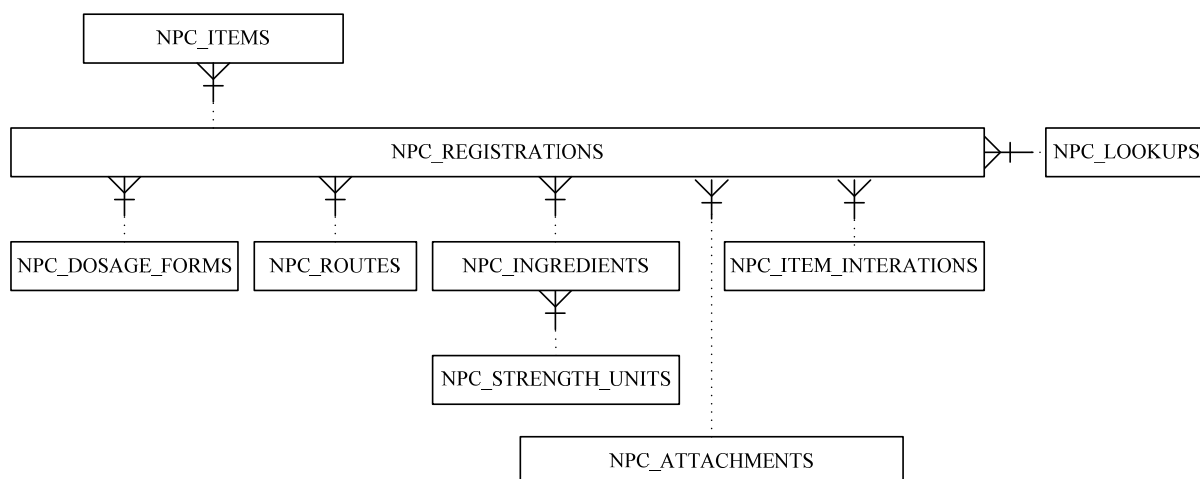 NPC_ITEMS
NPC_REGISTRATIONS
NPC_LOOKUPS
NPC_DOSAGE_FORMS
NPC_ROUTES
NPC_INGREDIENTS
NPC_ITEM_INTERATIONS
NPC_STRENGTH_UNITS
NPC_ATTACHMENTS